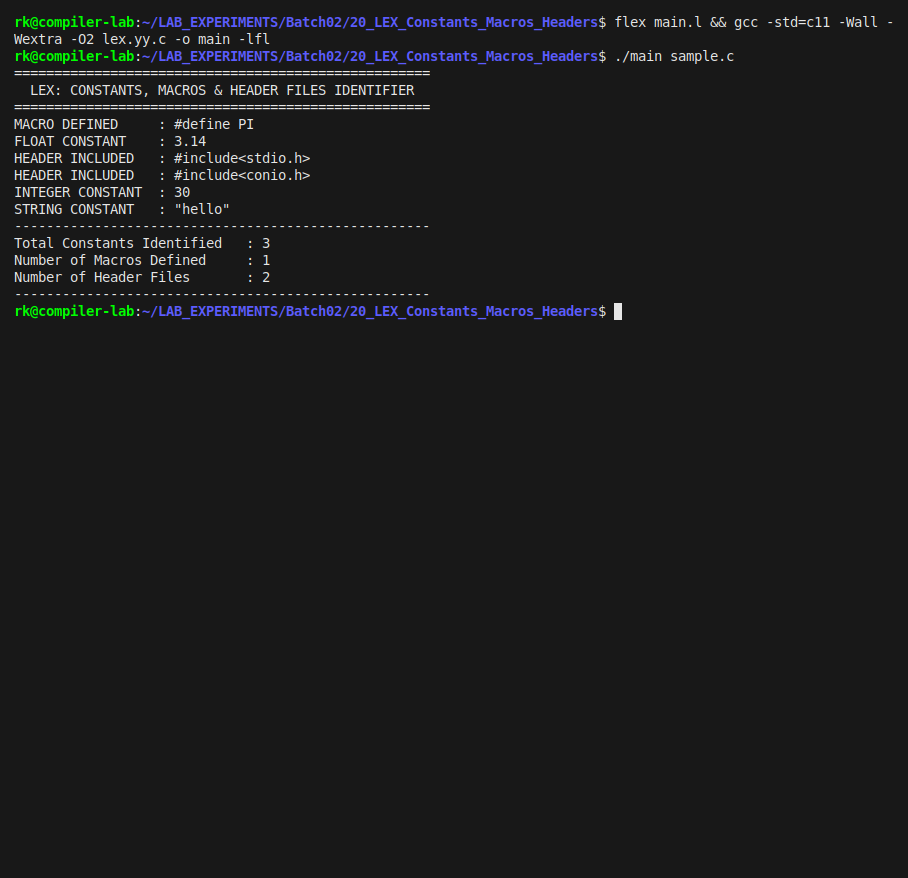 rk@compiler-lab:~/LAB_EXPERIMENTS/Batch02/20_LEX_Constants_Macros_Headers$ flex main.l && gcc -std=c11 -Wall -
Wextra -O2 lex.yy.c -o main -lfl
rk@compiler-lab:~/LAB_EXPERIMENTS/Batch02/20_LEX_Constants_Macros_Headers$ ./main sample.c
====================================================
  LEX: CONSTANTS, MACROS & HEADER FILES IDENTIFIER
====================================================
MACRO DEFINED     : #define PI
FLOAT CONSTANT    : 3.14
HEADER INCLUDED   : #include<stdio.h>
HEADER INCLUDED   : #include<conio.h>
INTEGER CONSTANT  : 30
STRING CONSTANT   : "hello"
----------------------------------------------------
Total Constants Identified   : 3
Number of Macros Defined     : 1
Number of Header Files       : 2
----------------------------------------------------
rk@compiler-lab:~/LAB_EXPERIMENTS/Batch02/20_LEX_Constants_Macros_Headers$